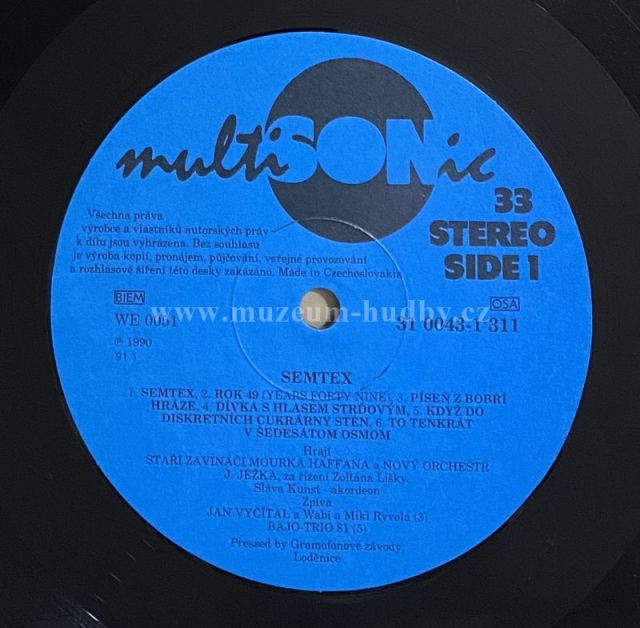 multiSONic
33
STEREO
SIDE 1
Všechna práva
výrobce a vlastníků autorských práv
k dílu jsou vyhrazena. Bez souhlasu
je výroba kopií, pronájem, půjčování, veřejné provozování
a rozhlasové šíření této desky zakázáno. Made in Czechoslovakia
BIEM
OSA
www.muzeum-hudby.cz
WE 0051
31 0043-1 311
℗ 1990
91 1
SEMTEX
1. SEMTEX, 2. ROK 49 (YEARS FORTY NINE), 3. PÍSEŇ Z BOBŘÍ
HRÁZE, 4. DÍVKA S HLASEM STRĎOVÝM, 5. KDYŽ DO
DISKRETNÍCH CUKRÁRNY STĚN, 6. TO TENKRÁT
V ŠEDESÁTOM OSMOM
Hrají
STAŘÍ ZAVINÁČI MOURKA HAFFANA a NOVÝ ORCHESTŘ
J. JEŽKA, za řízení Zoltána Lišky,
Sláva Kunst - akordeon
Zpívá
JAN VYČÍTAL a Wabi a Miki Ryvola (3)
BAJO-TRIO 81 (5)
Pressed by Gramofonové závody,
Loděnice